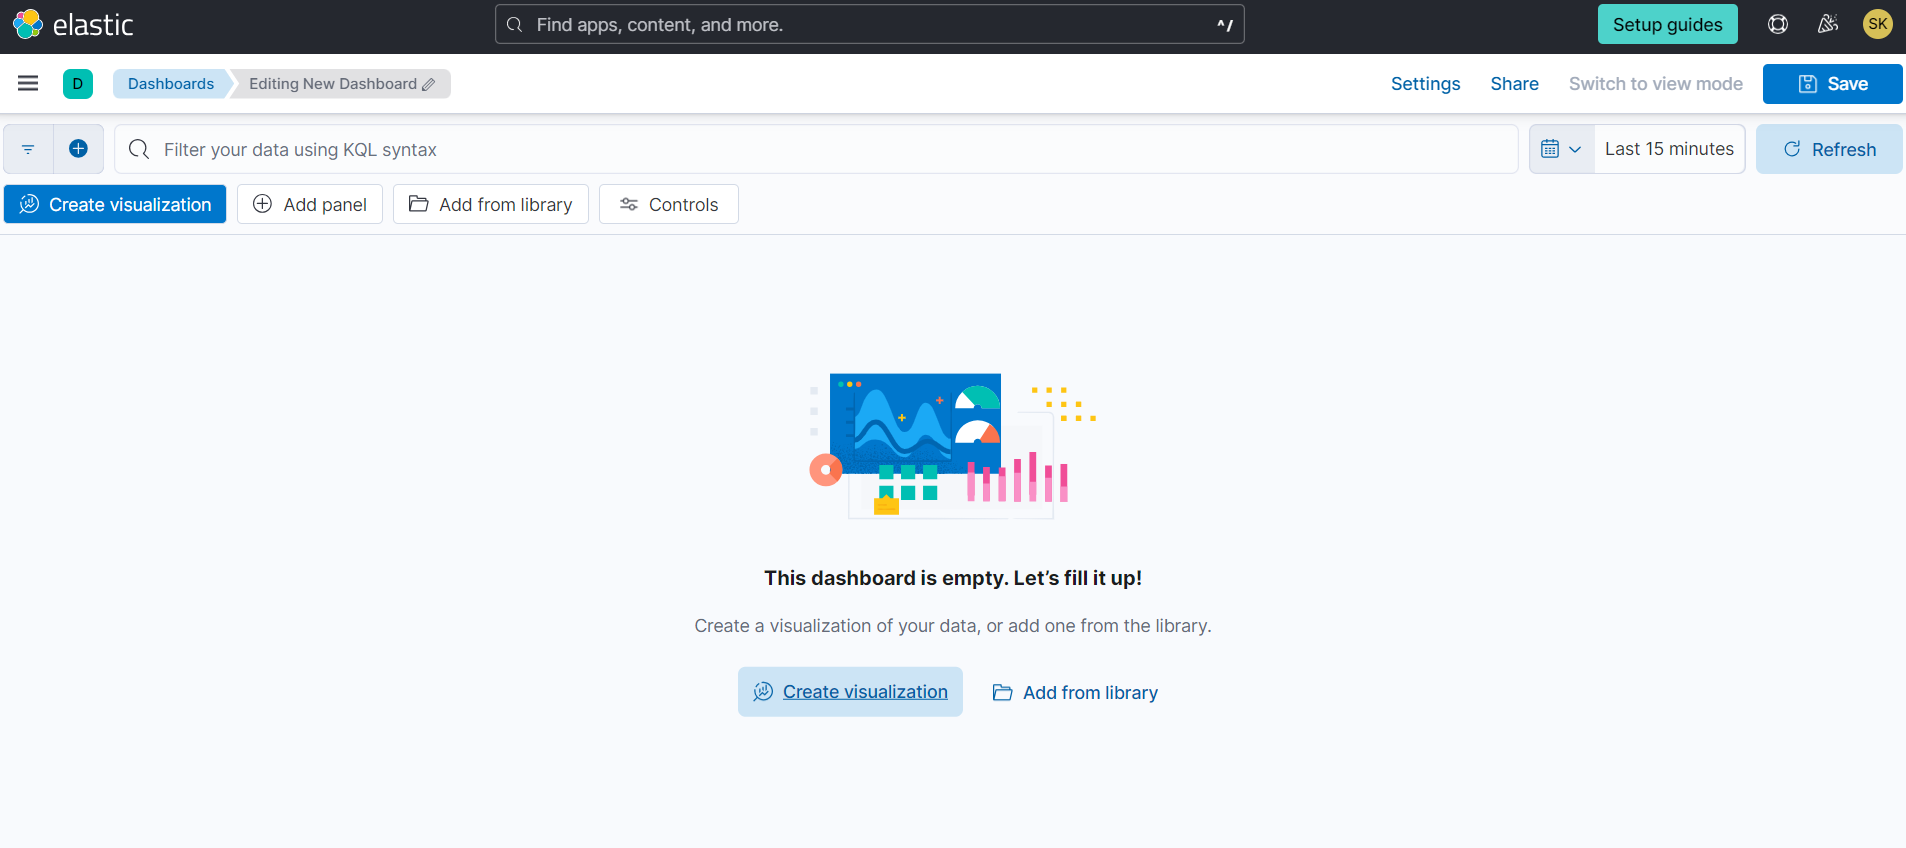 elastic
Find apps, content, and more.
^/
Setup guides
SK
D
Dashboards
Editing New Dashboard
Settings
Share
Switch to view mode
Save
Filter your data using KQL syntax
Last 15 minutes
Refresh
Create visualization
Add panel
Add from library
Controls
This dashboard is empty. Let’s fill it up!
Create a visualization of your data, or add one from the library.
Create visualization
Add from library